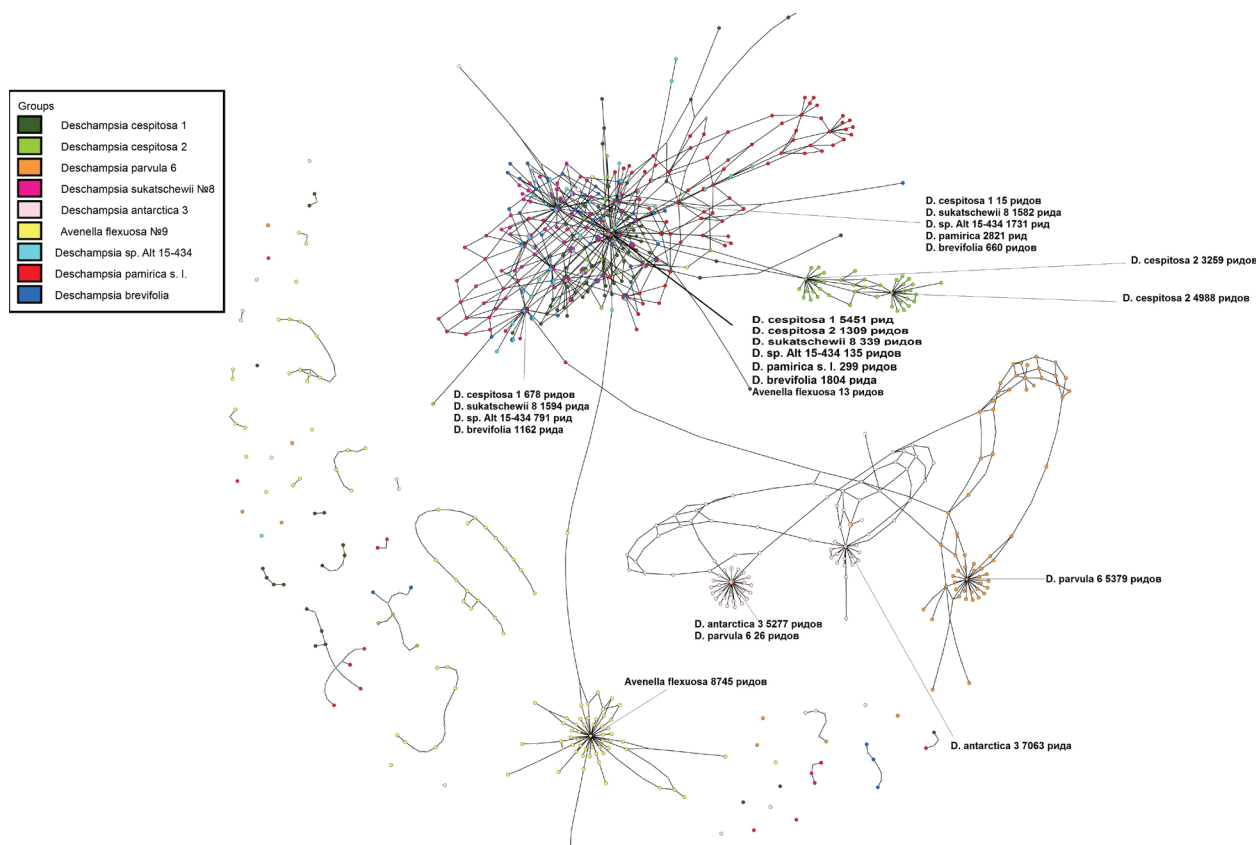 Groups
Deschampsia cespitosa 1
Deschampsia cespitosa 2
Deschampsia parvula 6
Deschampsia sukatschewii №8
Deschampsia antarctica 3
Avenella flexuosa №9
Deschampsia sp. Alt 15-434
Deschampsia pamirica s. l.
Deschampsia brevifolia
D. cespitosa 1 15 ридов
D. sukatschewii 8 1582 рида
D. sp. Alt 15-434 1731 рид
D. pamirica 2821 рид
D. brevifolia 660 ридов
D. cespitosa 2 3259 ридов
D. cespitosa 2 4988 ридов
D. cespitosa 1 5451 рид
D. cespitosa 2 1309 ридов
D. sukatschewii 8 339 ридов
D. sp. Alt 15-434 135 ридов
D. pamirica s. l. 299 ридов
D. brevifolia 1804 рида
Avenella flexuosa 13 ридов
D. cespitosa 1 678 ридов
D. sukatschewii 8 1594 рида
D. sp. Alt 15-434 791 рид
D. brevifolia 1162 рида
D. parvula 6 5379 ридов
D. antarctica 3 5277 ридов
D. parvula 6 26 ридов
Avenella flexuosa 8745 ридов
D. antarctica 3 7063 рида